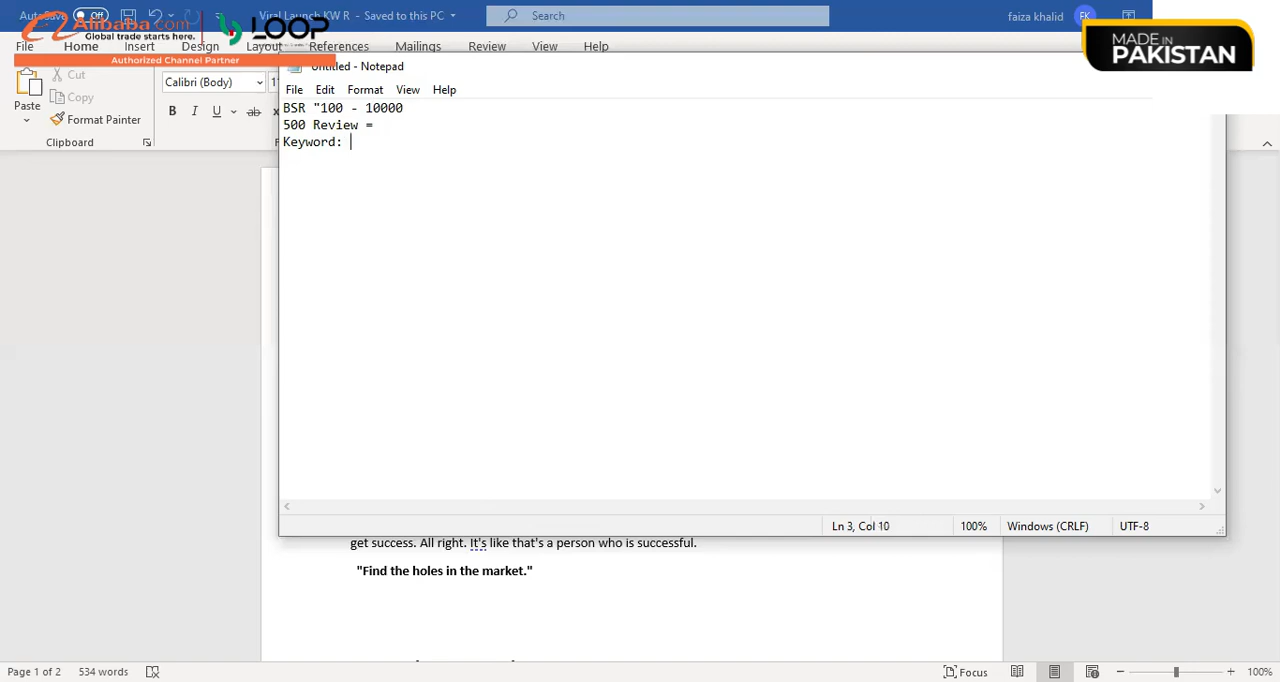 AutoSave Off
Viral Launch KW R - Saved to this PC
Search
faiza khalid
FK
Alibaba.com
Global trade starts here.
LOOP
Authorized Channel Partner
MADE IN
PAKISTAN
File Home Insert Design Layout References Mailings Review View Help
Cut
Copy
Paste
Format Painter
Clipboard
Calibri (Body)
B I U ab
Untitled - Notepad
File Edit Format View Help
BSR "100 - 10000
500 Review =
Keyword:
Ln 3, Col 10
100%
Windows (CRLF)
UTF-8
get success. All right. It's like that's a person who is successful.
"Find the holes in the market."
Page 1 of 2
534 words
Focus
100%